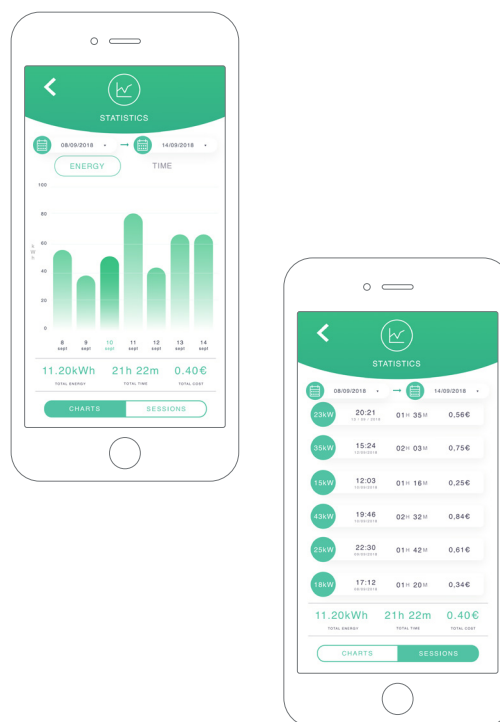 STATISTICS
08/09/2018 → 14/09/2018
ENERGY TIME
100
80
60
40
20
0
8 9 10 11 12 13 14
sept sept sept sept sept sept sept
11.20kWh 21h 22m 0.40€
TOTAL ENERGY TOTAL TIME TOTAL COST
CHARTS SESSIONS
STATISTICS
08/09/2018 → 14/09/2018
23kW 20:21 01H 35M 0,56€
35kW 15:24 02H 03M 0,75€
15kW 12:03 01H 16M 0,25€
43kW 19:46 02H 32M 0,84€
25kW 22:30 01H 42M 0,61€
18kW 17:12 01H 20M 0,34€
11.20kWh 21h 22m 0.40€
TOTAL ENERGY TOTAL TIME TOTAL COST
CHARTS SESSIONS